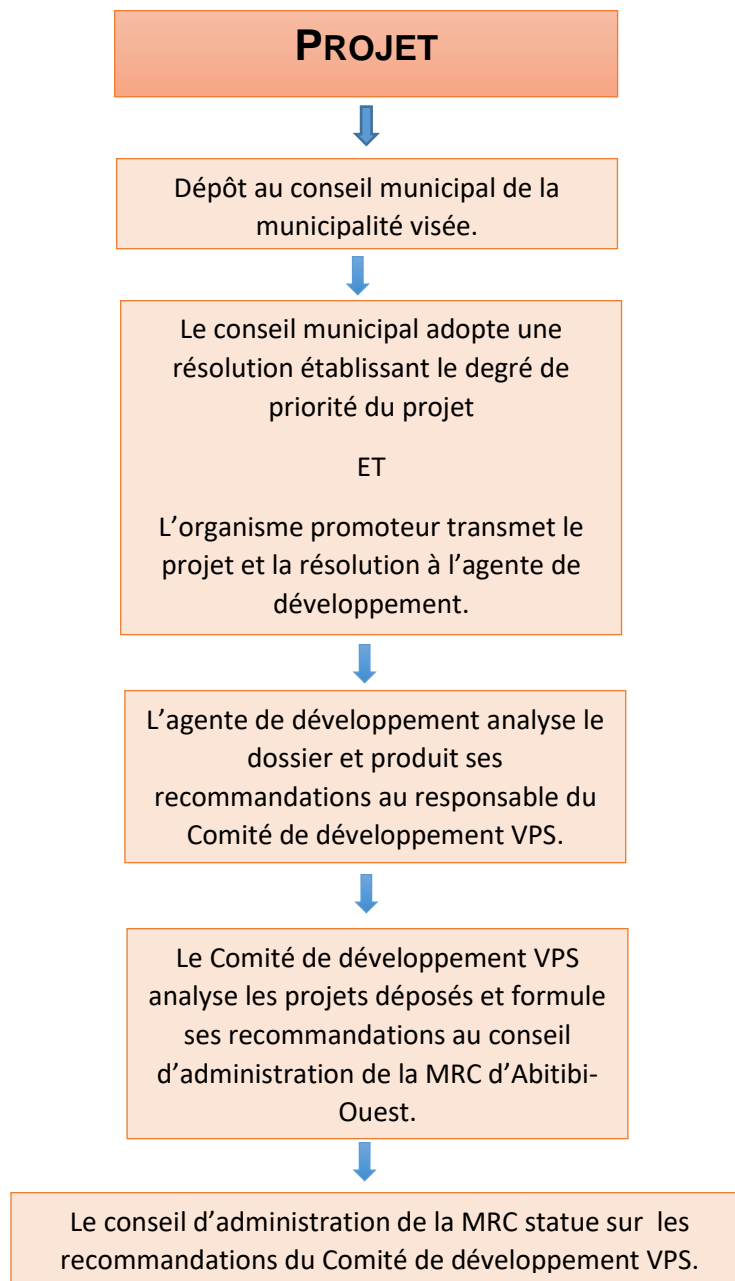 PROJET
Dépôt au conseil municipal de la
municipalité visée.
Le conseil municipal adopte une
résolution établissant le degré de
priorité du projet
ET
L’organisme promoteur transmet le
projet et la résolution à l’agente de
développement.
L’agente de développement analyse le
dossier et produit ses
recommandations au responsable du
Comité de développement VPS.
Le Comité de développement VPS
analyse les projets déposés et formule
ses recommandations au conseil
d’administration de la MRC d’Abitibi-
Ouest.
Le conseil d’administration de la MRC statue sur les
recommandations du Comité de développement VPS.